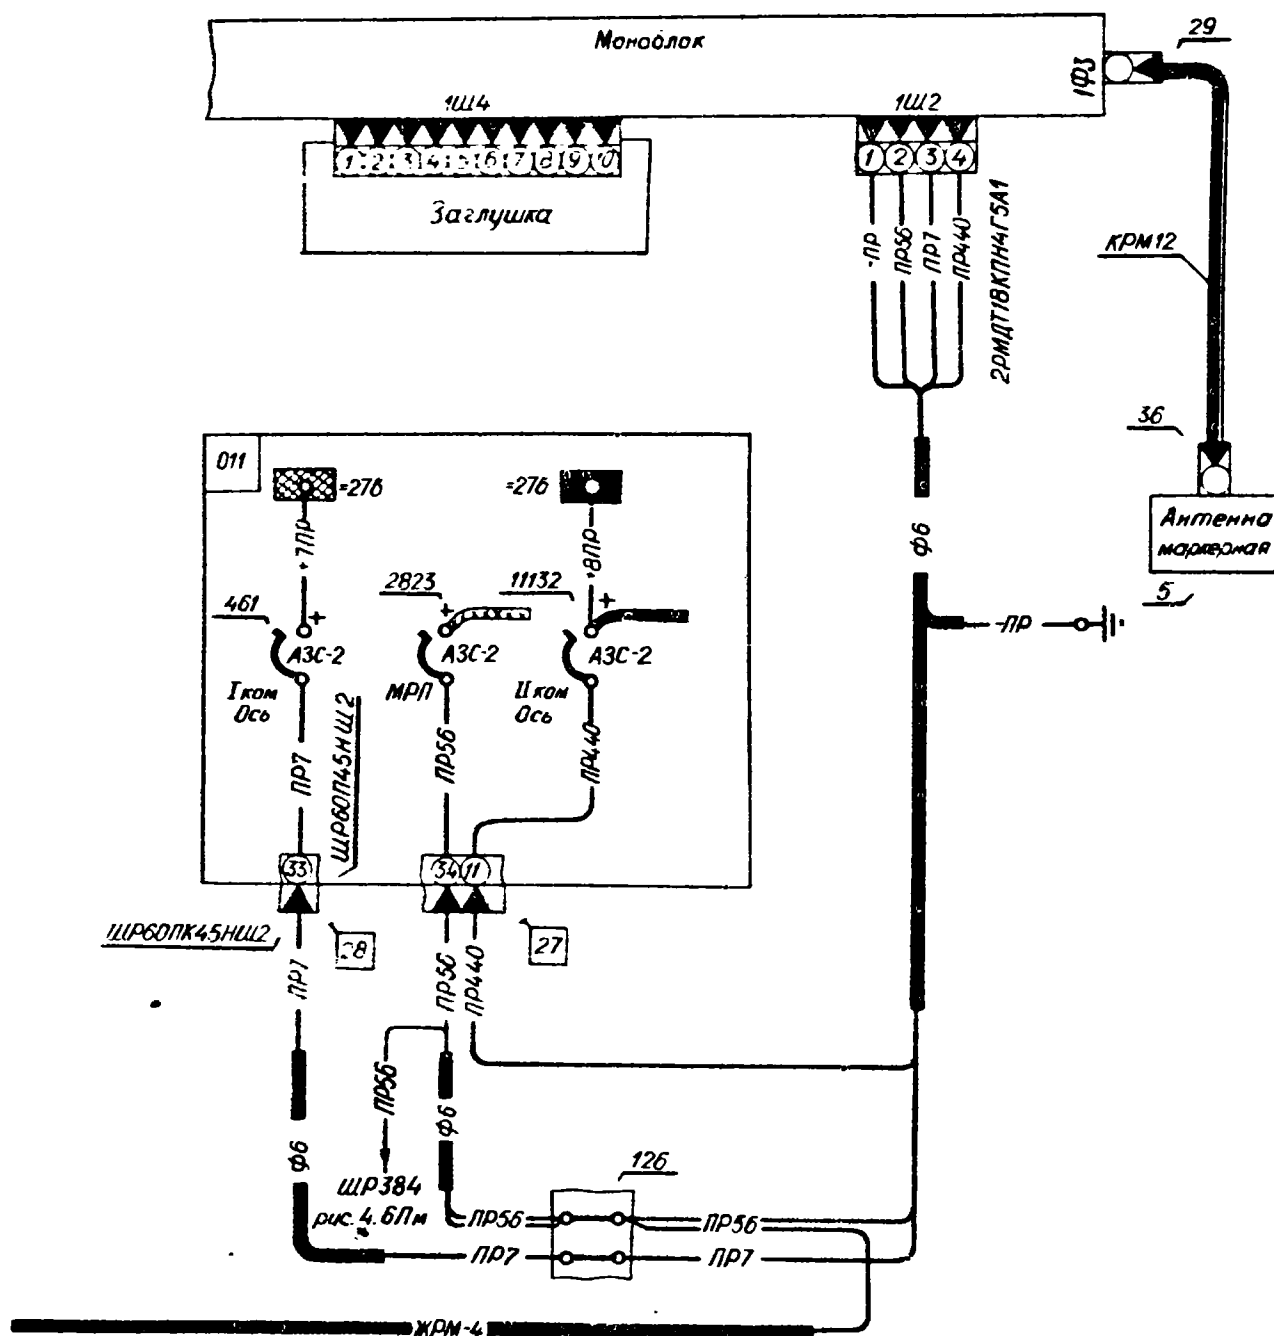 Моноблок
29
1Ф3
1Ш4
1Ш2
1 2 3 4 5 6 7 8 9 10
1 2 3 4
Заглушка
-ПР
ПР56
ПР7
ПР440
2РМДТ18КПН4Г5А1
КРМ12
36
Антенна
маркерная
5
Ф6
-ПР
011
=27в
=27в
+7ПР
+8ПР
461
2823
11132
+
+
+
АЗС-2
АЗС-2
АЗС-2
I ком
Ось
МРП
II ком
Ось
ПР7
ШР60П45НШ2
ПР56
ПР440
33
34
11
ШР60ПК45НШ2
28
27
ПР7
ПР56
ПР440
ПР56
Ф6
Ф6
ШР384
рис. 4. 6Пм
126
ПР56
ПР56
ПР7
ПР7
ЖРМ-4